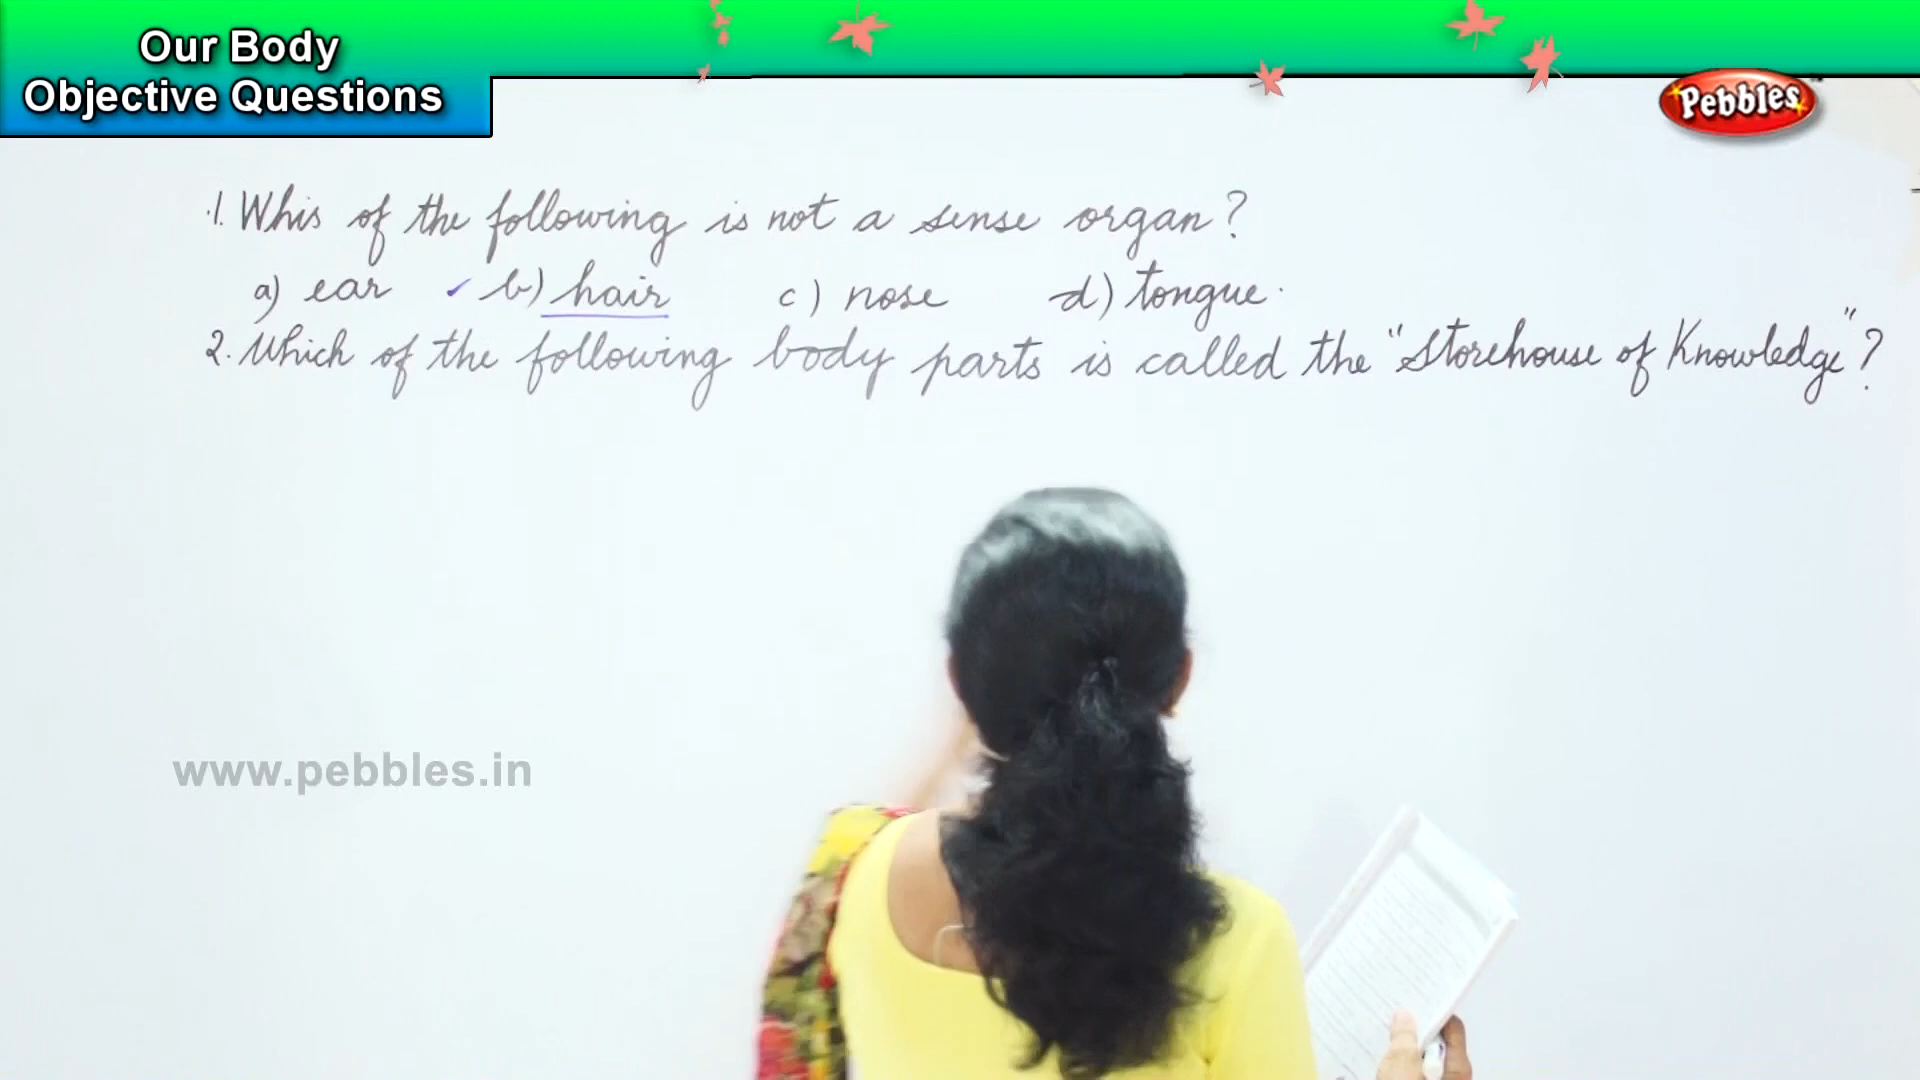 Our Body
Objective Questions
Pebbles
1. Whis of the following is not a sense organ?
a) ear ✓ b) hair c) nose d) tongue.
2. Which of the following body parts is called the "Storehouse of Knowledge"?
www.pebbles.in